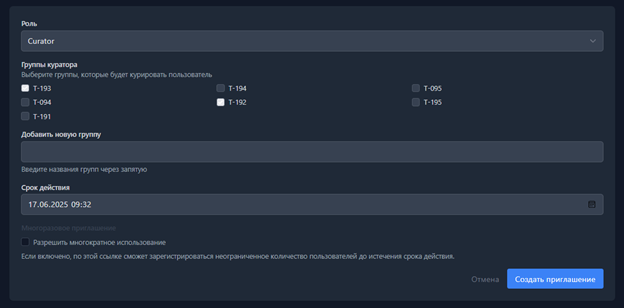 Роль
Curator
Группы куратора
Выберите группы, которые будет курировать пользователь
Т-193 Т-194 Т-095
Т-094 Т-192 Т-195
Т-191
Добавить новую группу
Введите названия групп через запятую
Срок действия
17.06.2025 09:32
Многоразовое приглашение
Разрешить многократное использование
Если включено, по этой ссылке сможет зарегистрироваться неограниченное количество пользователей до истечения срока действия.
Отмена Создать приглашение